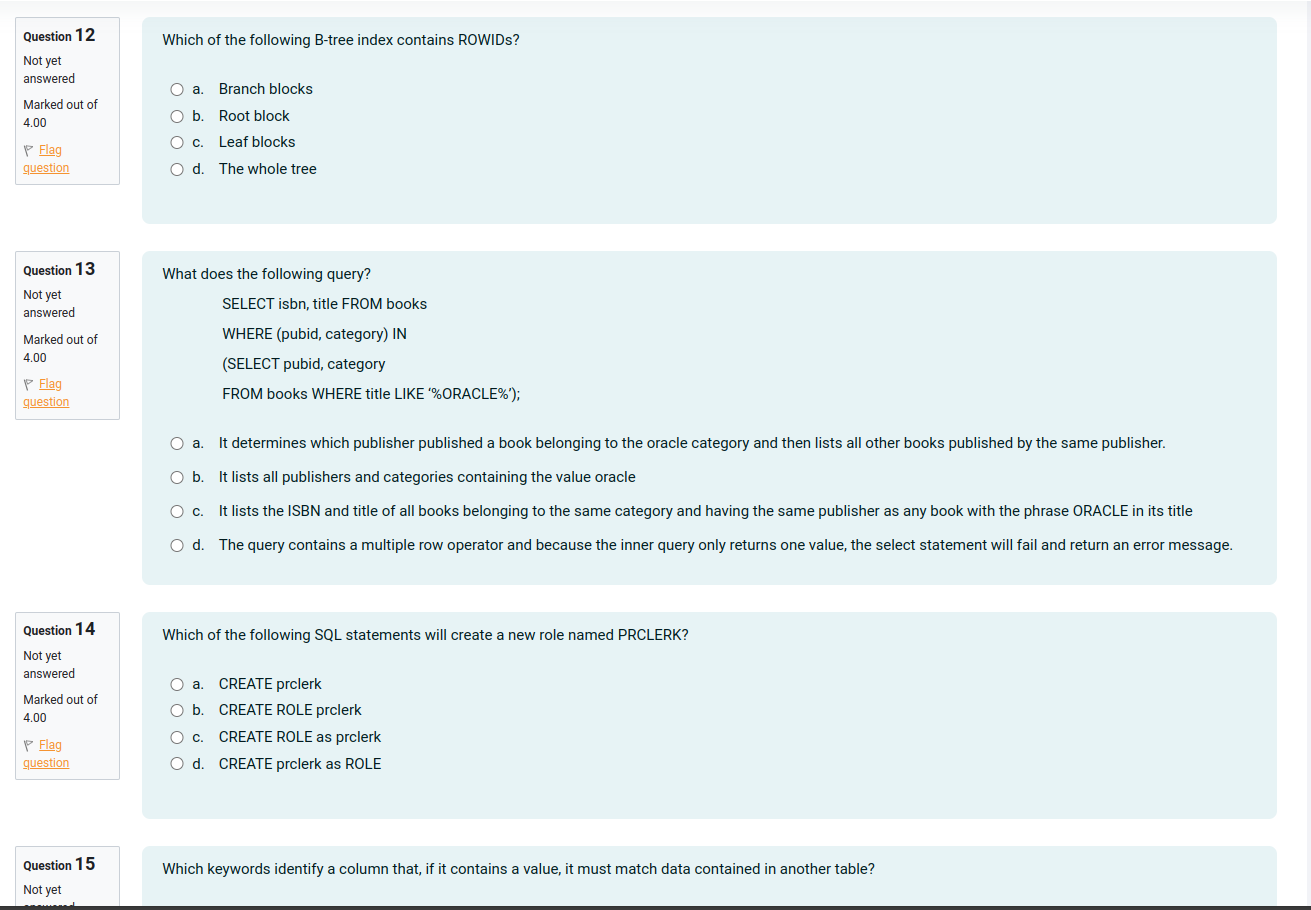 Question 12
Not yet
answered
Marked out of
4.00
Flag
question
Which of the following B-tree index contains ROWIDs?
a. Branch blocks
b. Root block
c. Leaf blocks
d. The whole tree
Question 13
Not yet
answered
Marked out of
4.00
Flag
question
What does the following query?
SELECT isbn, title FROM books
WHERE (pubid, category) IN
(SELECT pubid, category
FROM books WHERE title LIKE ‘%ORACLE%’);
a. It determines which publisher published a book belonging to the oracle category and then lists all other books published by the same publisher.
b. It lists all publishers and categories containing the value oracle
c. It lists the ISBN and title of all books belonging to the same category and having the same publisher as any book with the phrase ORACLE in its title
d. The query contains a multiple row operator and because the inner query only returns one value, the select statement will fail and return an error message.
Question 14
Not yet
answered
Marked out of
4.00
Flag
question
Which of the following SQL statements will create a new role named PRCLERK?
a. CREATE prclerk
b. CREATE ROLE prclerk
c. CREATE ROLE as prclerk
d. CREATE prclerk as ROLE
Question 15
Not yet
answered
Which keywords identify a column that, if it contains a value, it must match data contained in another table?